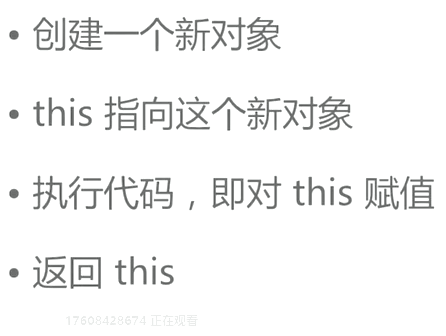 • 创建一个新对象
• this 指向这个新对象
• 执行代码，即对 this 赋值
• 返回 this
17608428674 正在观看